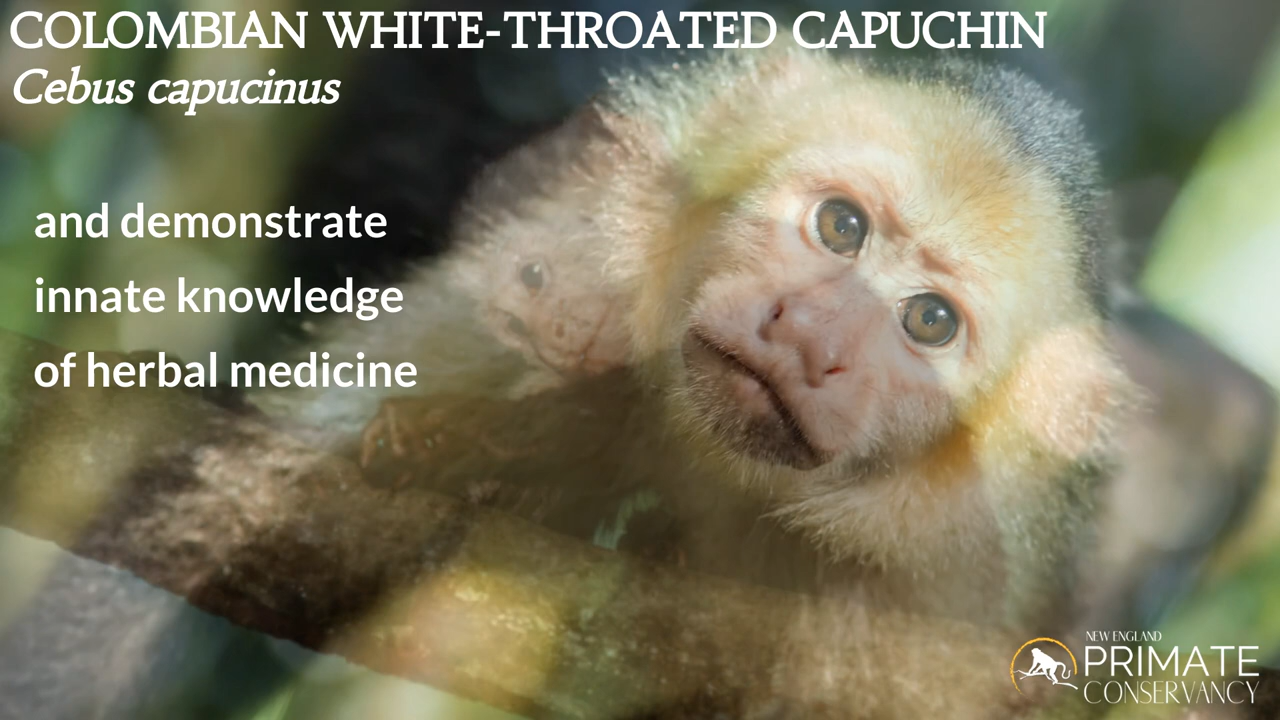 COLOMBIAN WHITE-THROATED CAPUCHIN
Cebus capucinus
and demonstrate
innate knowledge
of herbal medicine
NEW ENGLAND
PRIMATE
CONSERVANCY